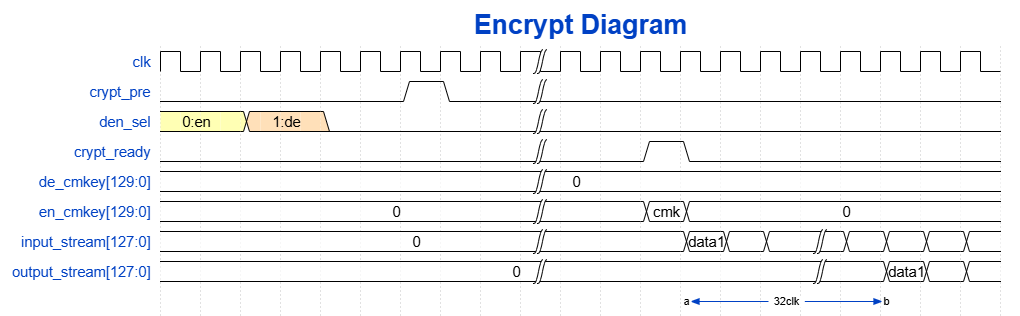 Encrypt Diagram
clk
crypt_pre
den_sel 0:en 1:de
crypt_ready
de_cmkey[129:0] 0
en_cmkey[129:0] 0 cmk 0
input_stream[127:0] 0 data1
output_stream[127:0] 0 data1
a 32clk b